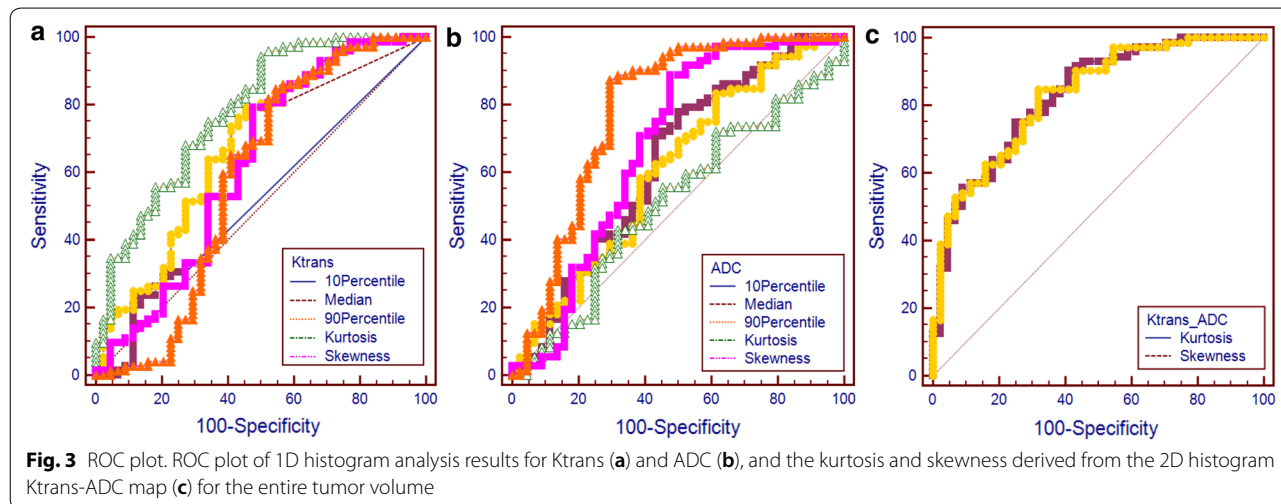 a
b
c
100
80
60
40
20
0
Sensitivity
0 20 40 60 80 100
100-Specificity
Ktrans
10Percentile
Median
90Percentile
Kurtosis
Skewness
100
80
60
40
20
0
Sensitivity
0 20 40 60 80 100
100-Specificity
ADC
10Percentile
Median
90Percentile
Kurtosis
Skewness
100
80
60
40
20
0
Sensitivity
0 20 40 60 80 100
100-Specificity
Ktrans_ADC
Kurtosis
Skewness
Fig. 3 ROC plot. ROC plot of 1D histogram analysis results for Ktrans (a) and ADC (b), and the kurtosis and skewness derived from the 2D histogram
Ktrans-ADC map (c) for the entire tumor volume